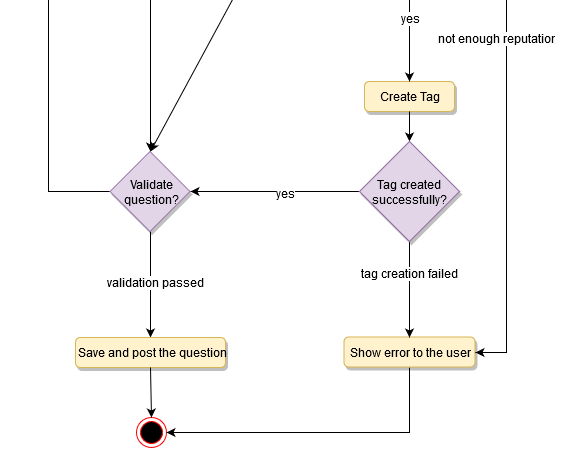 yes
not enough reputatior
Create Tag
Validate
question?
Tag created
successfully?
yes
tag creation failed
validation passed
Save and post the question
Show error to the user